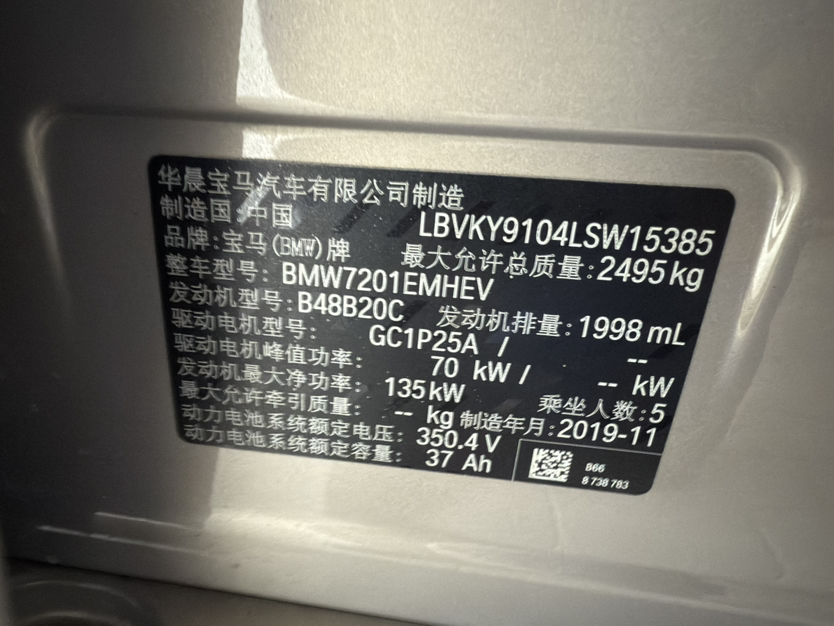 华晨宝马汽车有限公司制造
制造国:中国 LBVKY9104LSW15385
品牌:宝马(BMW)牌 最大允许总质量:2495kg
整车型号: BMW7201EMHEV
发动机型号:B48B20C 发动机排量:1998 mL
驱动电机型号: GC1P25A / --
驱动电机峰值功率: 70 kW / -- kW
发动机最大净功率: 135kW 乘坐人数:5
最大允许牵引质量: -- kg 制造年月:2019-11
动力电池系统额定电压: 350.4 V
动力电池系统额定容量: 37 Ah
B66
8 738 783